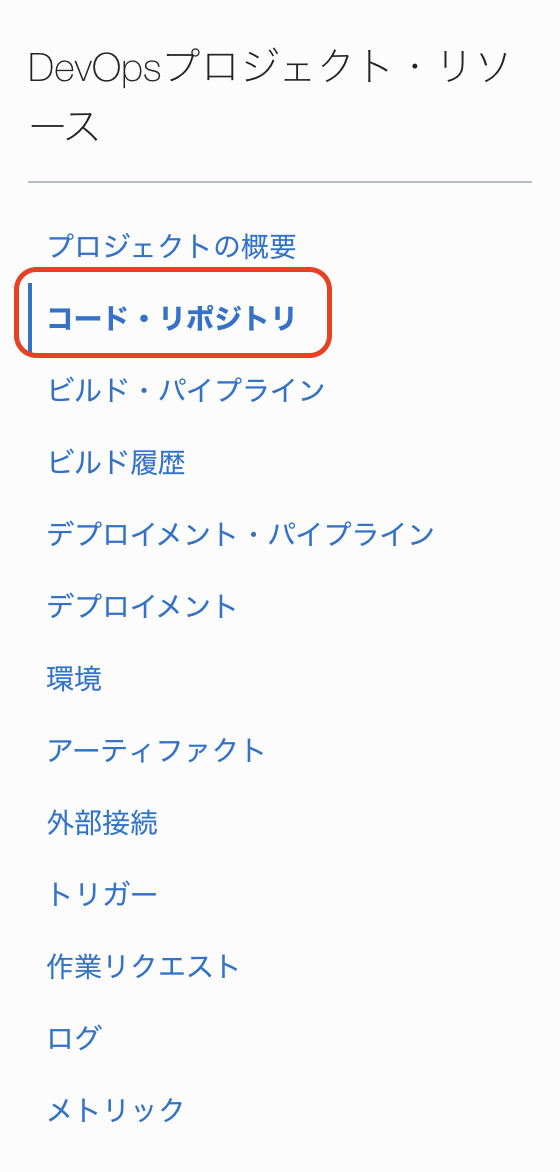 DevOpsプロジェクト・リソ
ース
プロジェクトの概要
コード・リポジトリ
ビルド・パイプライン
ビルド履歴
デプロイメント・パイプライン
デプロイメント
環境
アーティファクト
外部接続
トリガー
作業リクエスト
ログ
メトリック